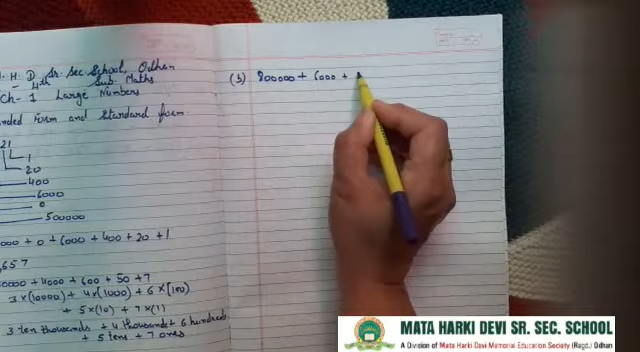 H. D. Sr. Sec School, Odhan
4th Sub. Maths
Ch- 1 Large Numbers
nded Form and Standard form
21
1
20
400
6000
0
500000
000 + 0 + 6000 + 400 + 20 + 1
,657
0000 + 4000 + 600 + 50 + 7
3 x (10000) + 4 x (1000) + 6 x (100)
+ 5 x (10) + 7 x (1)
3 ten thousands + 4 thousands + 6 hundreds
+ 5 tens + 7 ones
(b) 800000 + 6000 +
MATA HARKI DEVI SR. SEC. SCHOOL
A Division of Mata Harki Devi Memorial Education Society (Regd.) Odhan